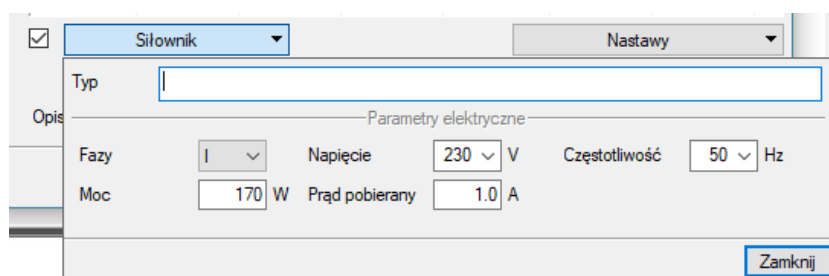 Siłownik Nastawy
Typ
Opis
Parametry elektryczne
Fazy I Napięcie 230 V Częstotliwość 50 Hz
Moc 170 W Prąd pobierany 1.0 A
Zamknij